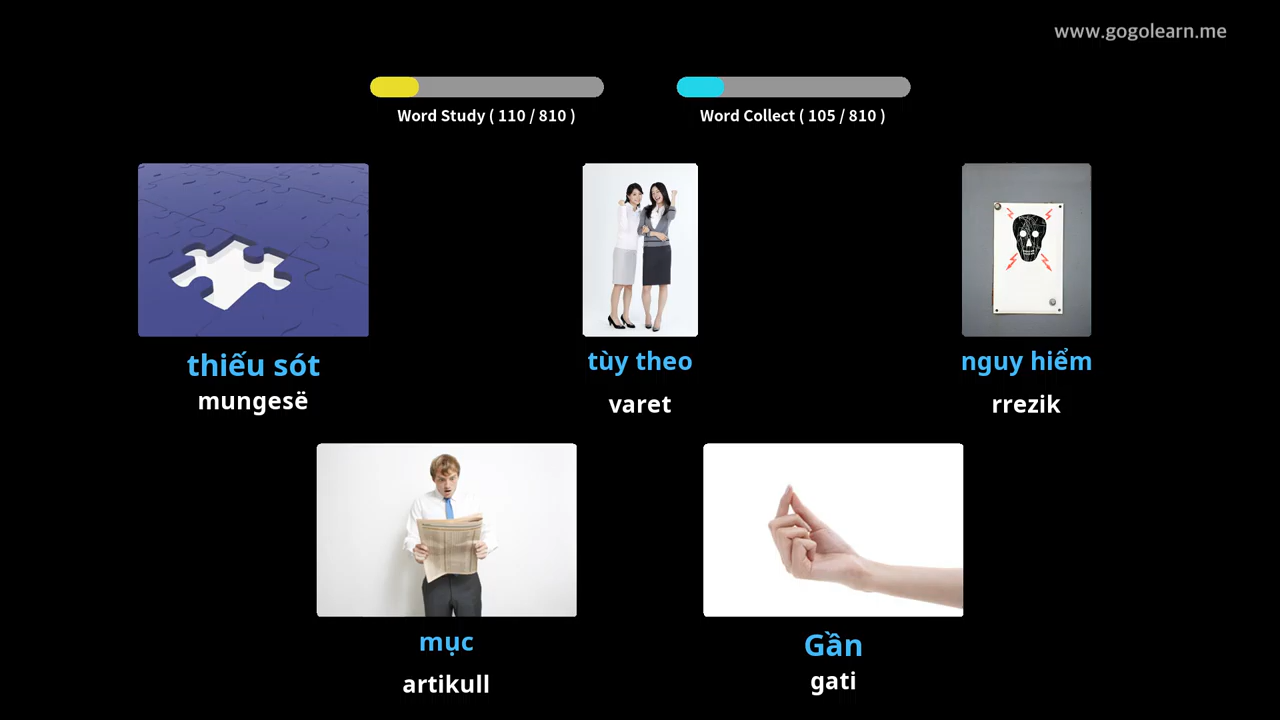 www.gogolearn.me
Word Study ( 110 / 810 )
Word Collect ( 105 / 810 )
thiếu sót
mungesë
tùy theo
varet
nguy hiểm
rrezik
mục
artikull
Gần
gati